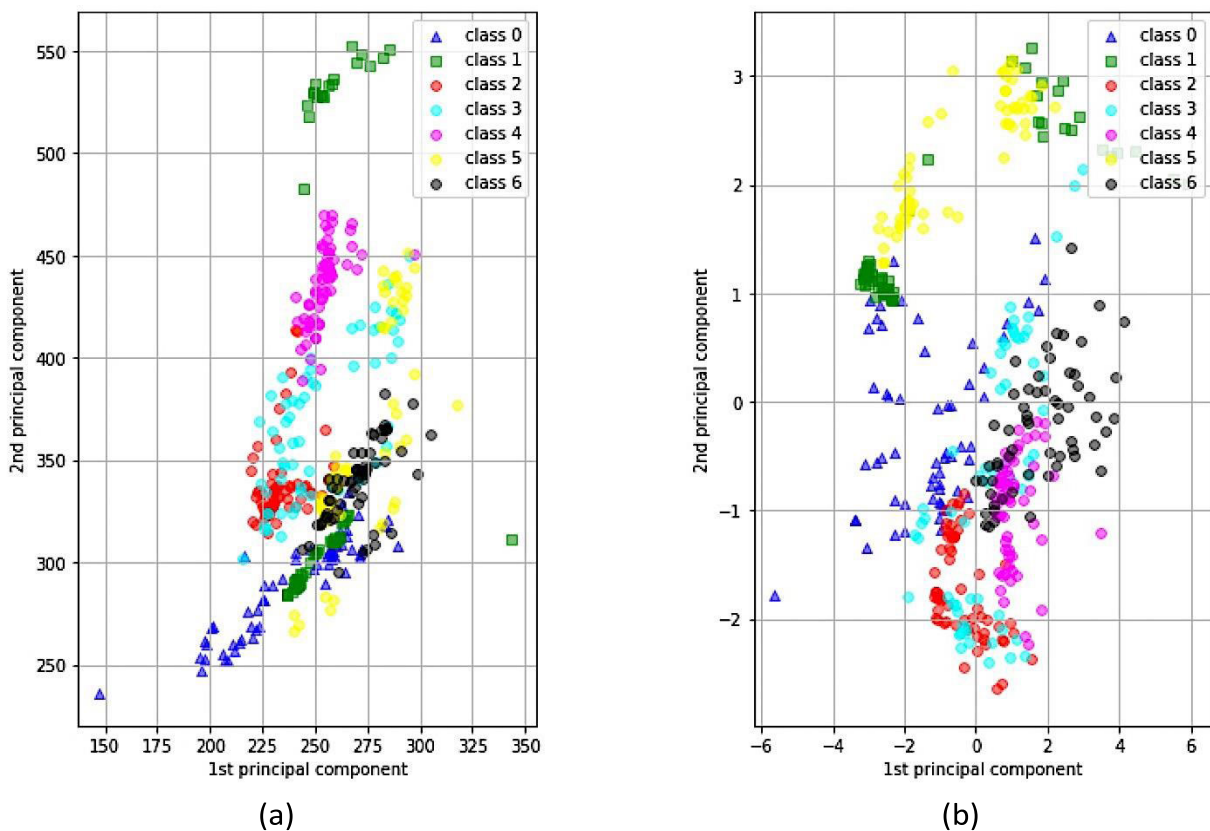 class 0
class 1
class 2
class 3
class 4
class 5
class 6
550
500
450
400
350
300
250
2nd principal component
150 175 200 225 250 275 300 325 350
1st principal component
(a)
class 0
class 1
class 2
class 3
class 4
class 5
class 6
3
2
1
0
−1
−2
2nd principal component
−6 −4 −2 0 2 4 6
1st principal component
(b)